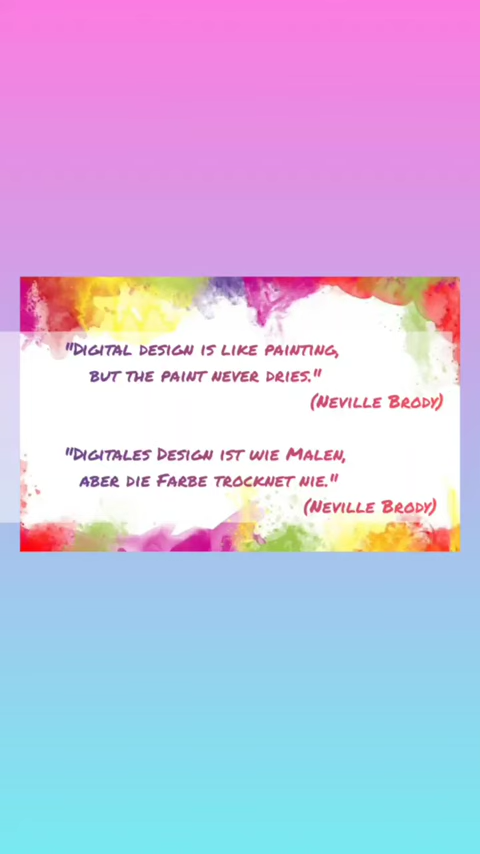 "Digital design is like painting,
but the paint never dries."
(Neville Brody)
"Digitales Design ist wie Malen,
aber die Farbe trocknet nie."
(Neville Brody)